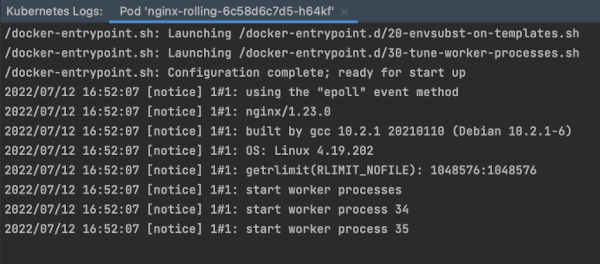 Kubernetes Logs: Pod 'nginx-rolling-6c58d6c7d5-h64kf' ×
/docker-entrypoint.sh: Launching /docker-entrypoint.d/20-envsubst-on-templates.sh
/docker-entrypoint.sh: Launching /docker-entrypoint.d/30-tune-worker-processes.sh
/docker-entrypoint.sh: Configuration complete; ready for start up
2022/07/12 16:52:07 [notice] 1#1: using the "epoll" event method
2022/07/12 16:52:07 [notice] 1#1: nginx/1.23.0
2022/07/12 16:52:07 [notice] 1#1: built by gcc 10.2.1 20210110 (Debian 10.2.1-6)
2022/07/12 16:52:07 [notice] 1#1: OS: Linux 4.19.202
2022/07/12 16:52:07 [notice] 1#1: getrlimit(RLIMIT_NOFILE): 1048576:1048576
2022/07/12 16:52:07 [notice] 1#1: start worker processes
2022/07/12 16:52:07 [notice] 1#1: start worker process 34
2022/07/12 16:52:07 [notice] 1#1: start worker process 35